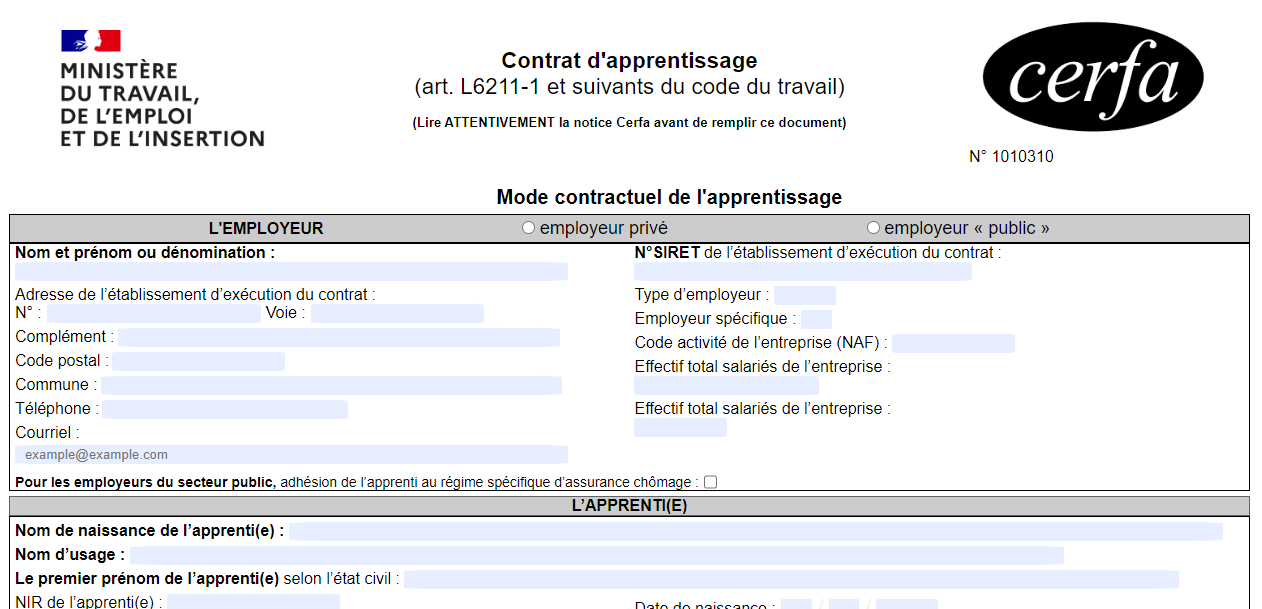 MINISTÈRE
DU TRAVAIL,
DE L'EMPLOI
ET DE L'INSERTION
Contrat d'apprentissage
(art. L6211-1 et suivants du code du travail)
(Lire ATTENTIVEMENT la notice Cerfa avant de remplir ce document)
cerfa
N° 1010310
Mode contractuel de l'apprentissage
L'EMPLOYEUR employeur privé employeur « public »
Nom et prénom ou dénomination :
Adresse de l’établissement d’exécution du contrat :
N° : Voie :
Complément :
Code postal :
Commune :
Téléphone :
Courriel :
example@example.com
N°SIRET de l’établissement d’exécution du contrat :
Type d’employeur :
Employeur spécifique :
Code activité de l’entreprise (NAF) :
Effectif total salariés de l’entreprise :
Effectif total salariés de l’entreprise :
Pour les employeurs du secteur public, adhésion de l’apprenti au régime spécifique d’assurance chômage :
L’APPRENTI(E)
Nom de naissance de l’apprenti(e) :
Nom d’usage :
Le premier prénom de l’apprenti(e) selon l’état civil :
NIR de l’apprenti(e) : Date de naissance : / /